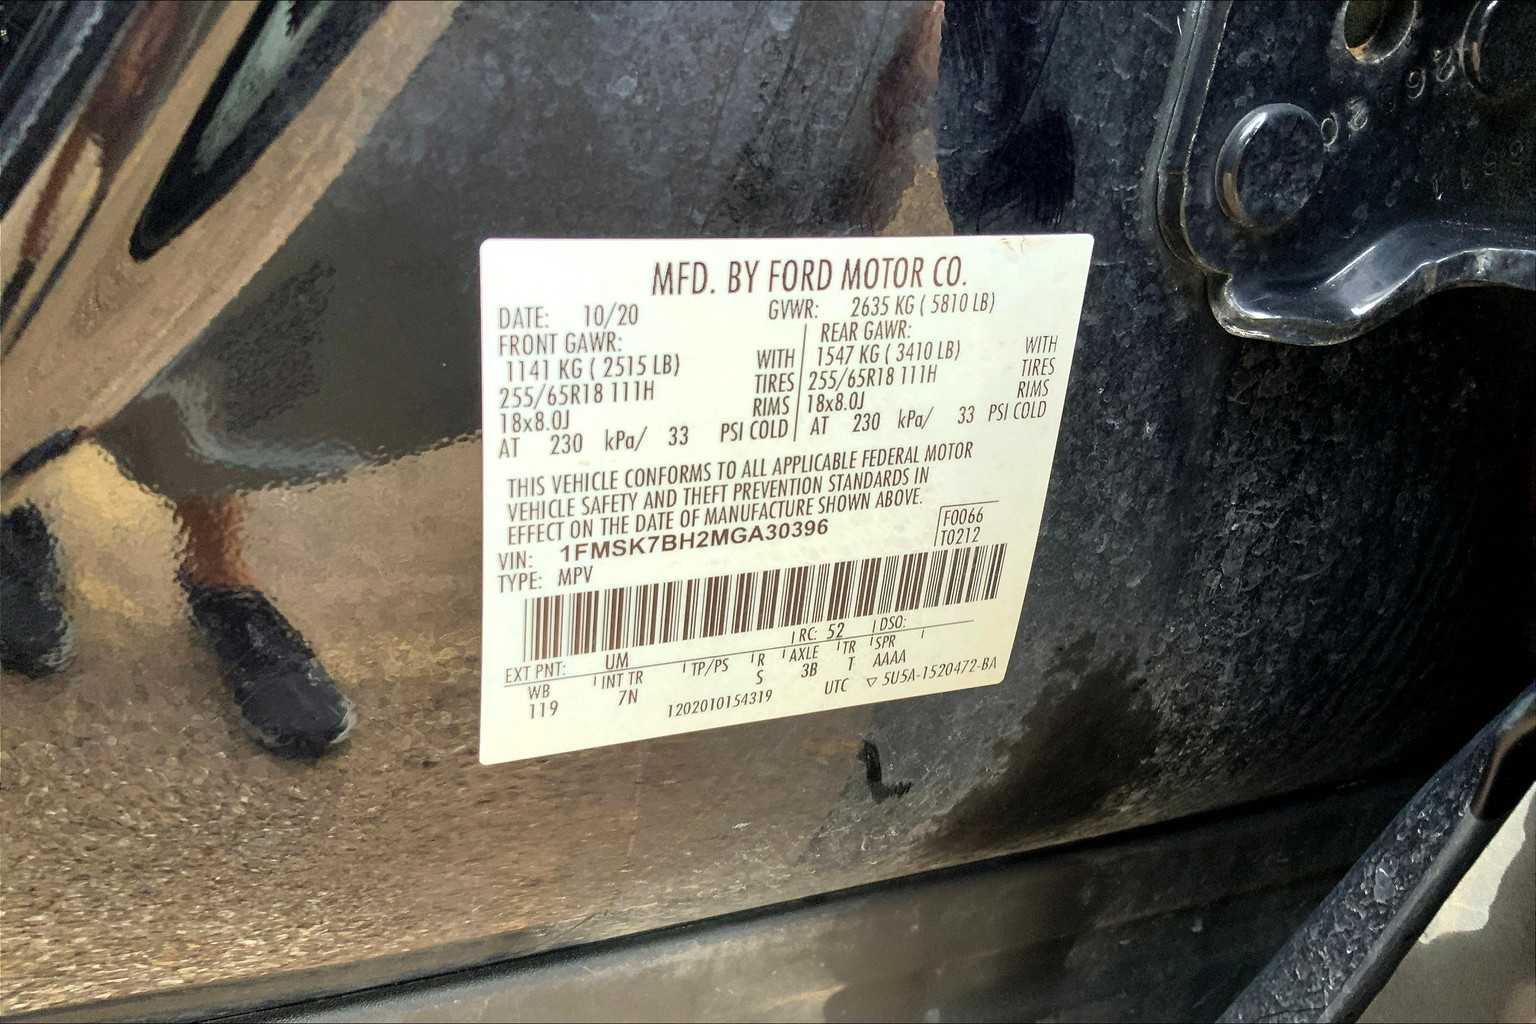 MFD. BY FORD MOTOR CO.
DATE: 10/20 GVWR: 2635 KG ( 5810 LB)
FRONT GAWR:
1141 KG ( 2515 LB) WITH
255/65R18 111H TIRES
18x8.0J RIMS
AT 230 kPa/ 33 PSI COLD
REAR GAWR:
1547 KG ( 3410 LB) WITH
255/65R18 111H TIRES
18x8.0J RIMS
AT 230 kPa/ 33 PSI COLD
THIS VEHICLE CONFORMS TO ALL APPLICABLE FEDERAL MOTOR
VEHICLE SAFETY AND THEFT PREVENTION STANDARDS IN
EFFECT ON THE DATE OF MANUFACTURE SHOWN ABOVE.
VIN: 1FMSK7BH2MGA30396
F0066
T0212
TYPE: MPV
EXT PNT: UM RC: 52 DSO:
WB INT TR TP/PS R AXLE TR SPR
119 7N S 3B T AAAA
1202010154319 UTC ▽ 5U5A-1520472-BA